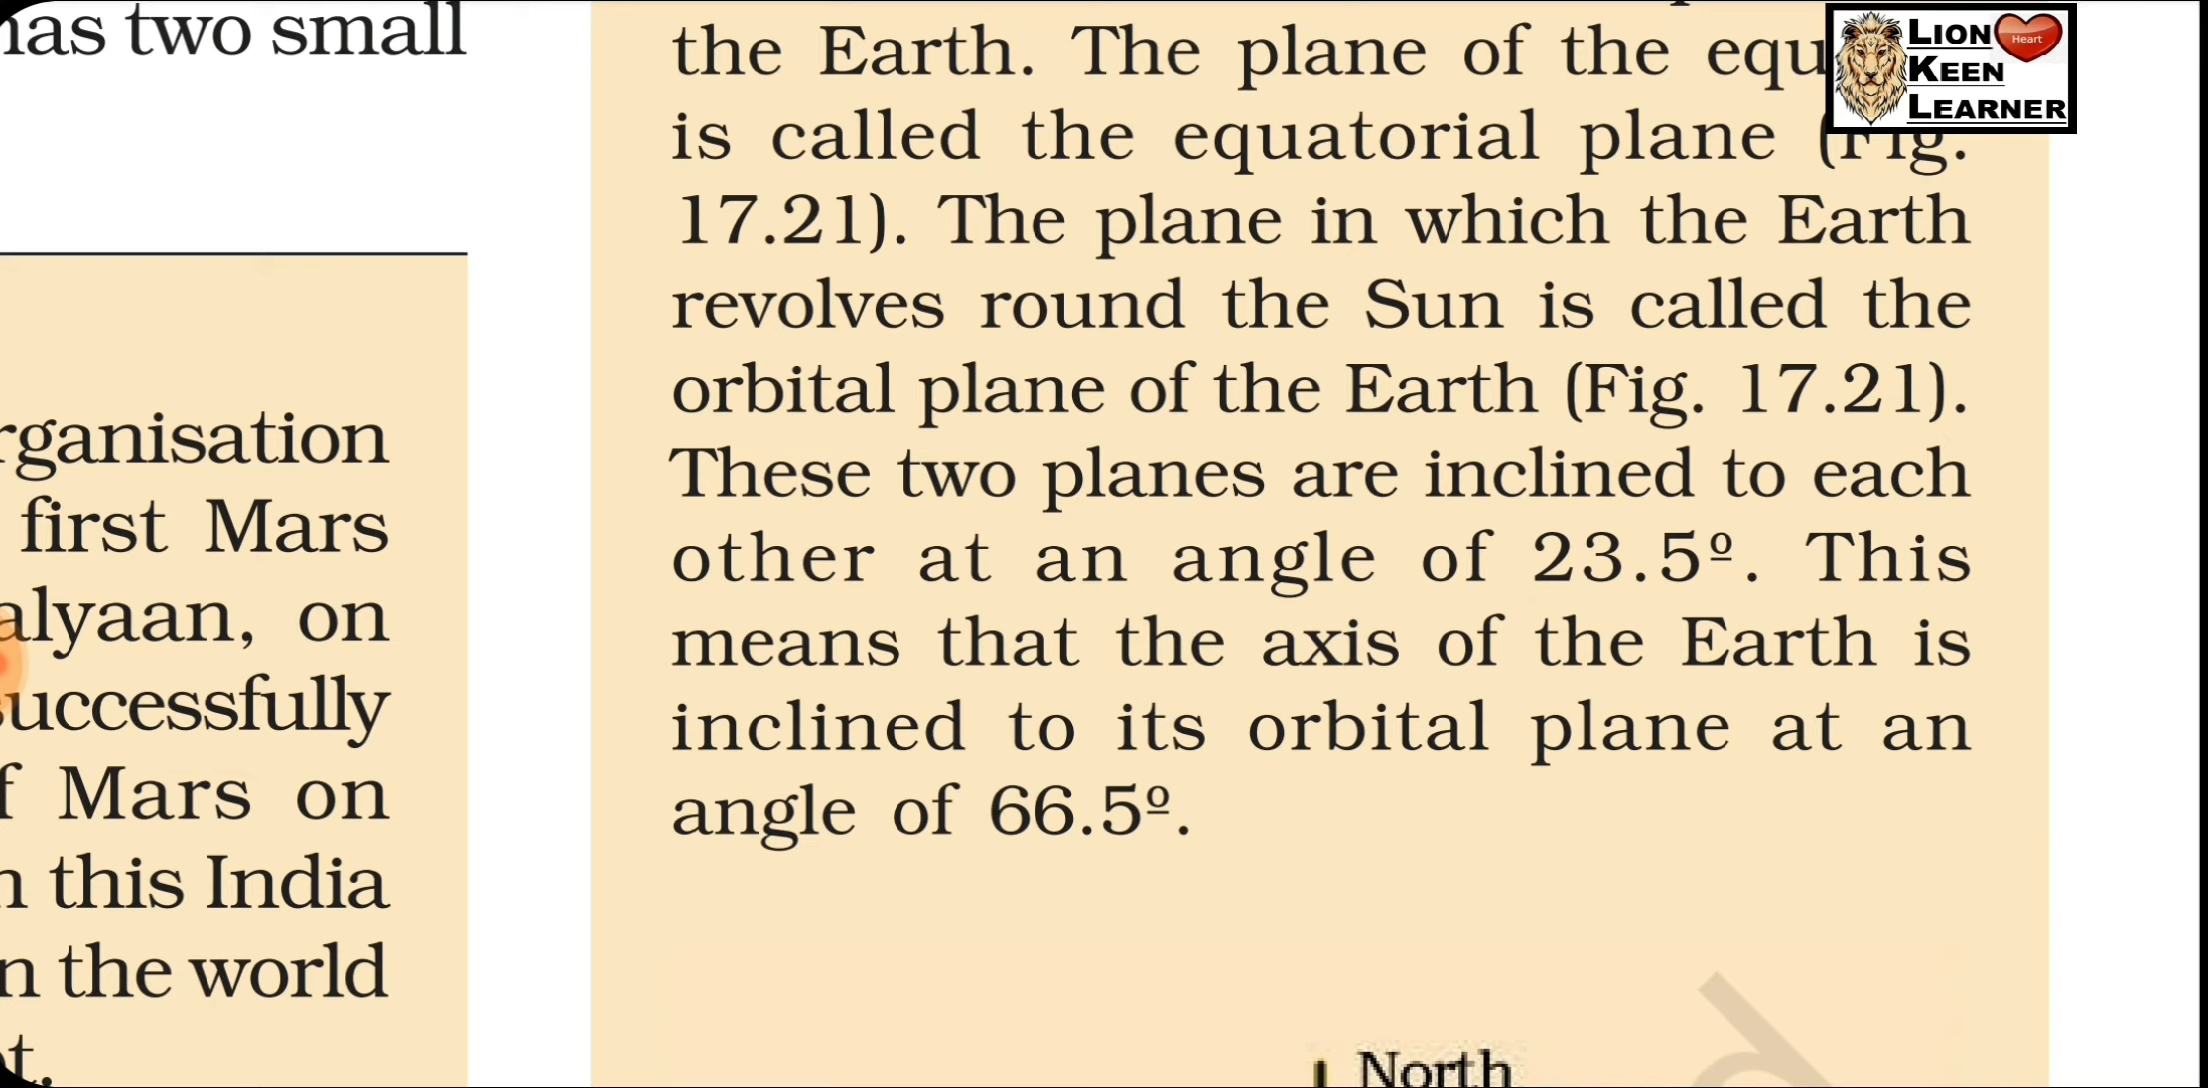 has two small
rganisation
first Mars
alyaan, on
successfully
f Mars on
n this India
n the world
the Earth. The plane of the equ
is called the equatorial plane (Fig.
17.21). The plane in which the Earth
revolves round the Sun is called the
orbital plane of the Earth (Fig. 17.21).
These two planes are inclined to each
other at an angle of 23.5º. This
means that the axis of the Earth is
inclined to its orbital plane at an
angle of 66.5º.
North
LION Heart
KEEN
LEARNER